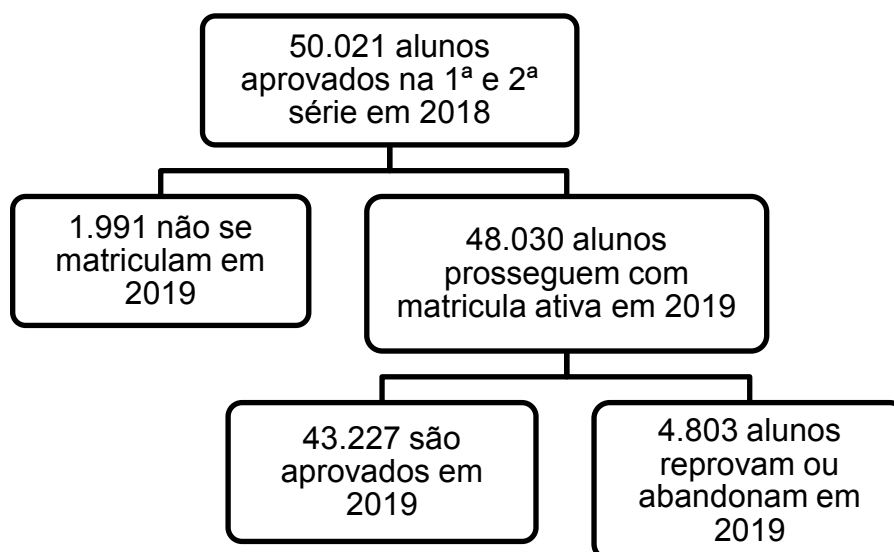 50.021 alunos
aprovados na 1ª e 2ª
série em 2018
1.991 não se
matriculam em
2019
48.030 alunos
prosseguem com
matricula ativa em 2019
43.227 são
aprovados em
2019
4.803 alunos
reprovam ou
abandonam em
2019